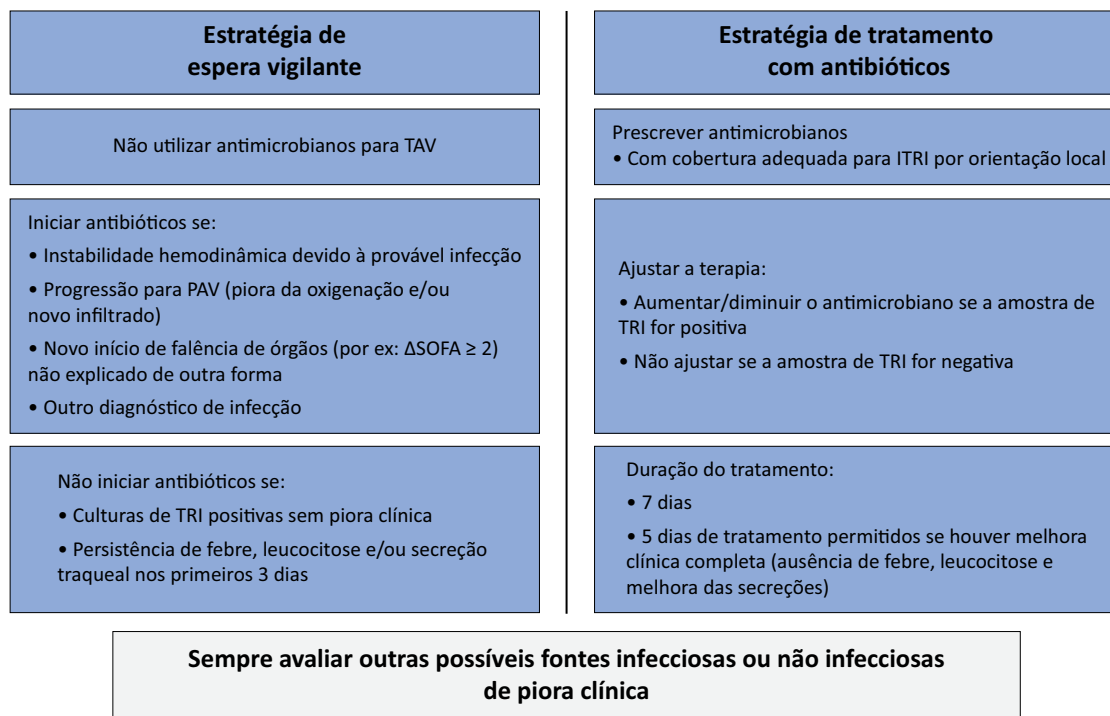 Estratégia de
espera vigilante
Não utilizar antimicrobianos para TAV
Iniciar antibióticos se:
• Instabilidade hemodinâmica devido à provável infecção
• Progressão para PAV (piora da oxigenação e/ou
novo infiltrado)
• Novo início de falência de órgãos (por ex: ΔSOFA ≥ 2)
não explicado de outra forma
• Outro diagnóstico de infecção
Não iniciar antibióticos se:
• Culturas de TRI positivas sem piora clínica
• Persistência de febre, leucocitose e/ou secreção
traqueal nos primeiros 3 dias
Estratégia de tratamento
com antibióticos
Prescrever antimicrobianos
• Com cobertura adequada para ITRI por orientação local
Ajustar a terapia:
• Aumentar/diminuir o antimicrobiano se a amostra de
TRI for positiva
• Não ajustar se a amostra de TRI for negativa
Duração do tratamento:
• 7 dias
• 5 dias de tratamento permitidos se houver melhora
clínica completa (ausência de febre, leucocitose e
melhora das secreções)
Sempre avaliar outras possíveis fontes infecciosas ou não infecciosas
de piora clínica